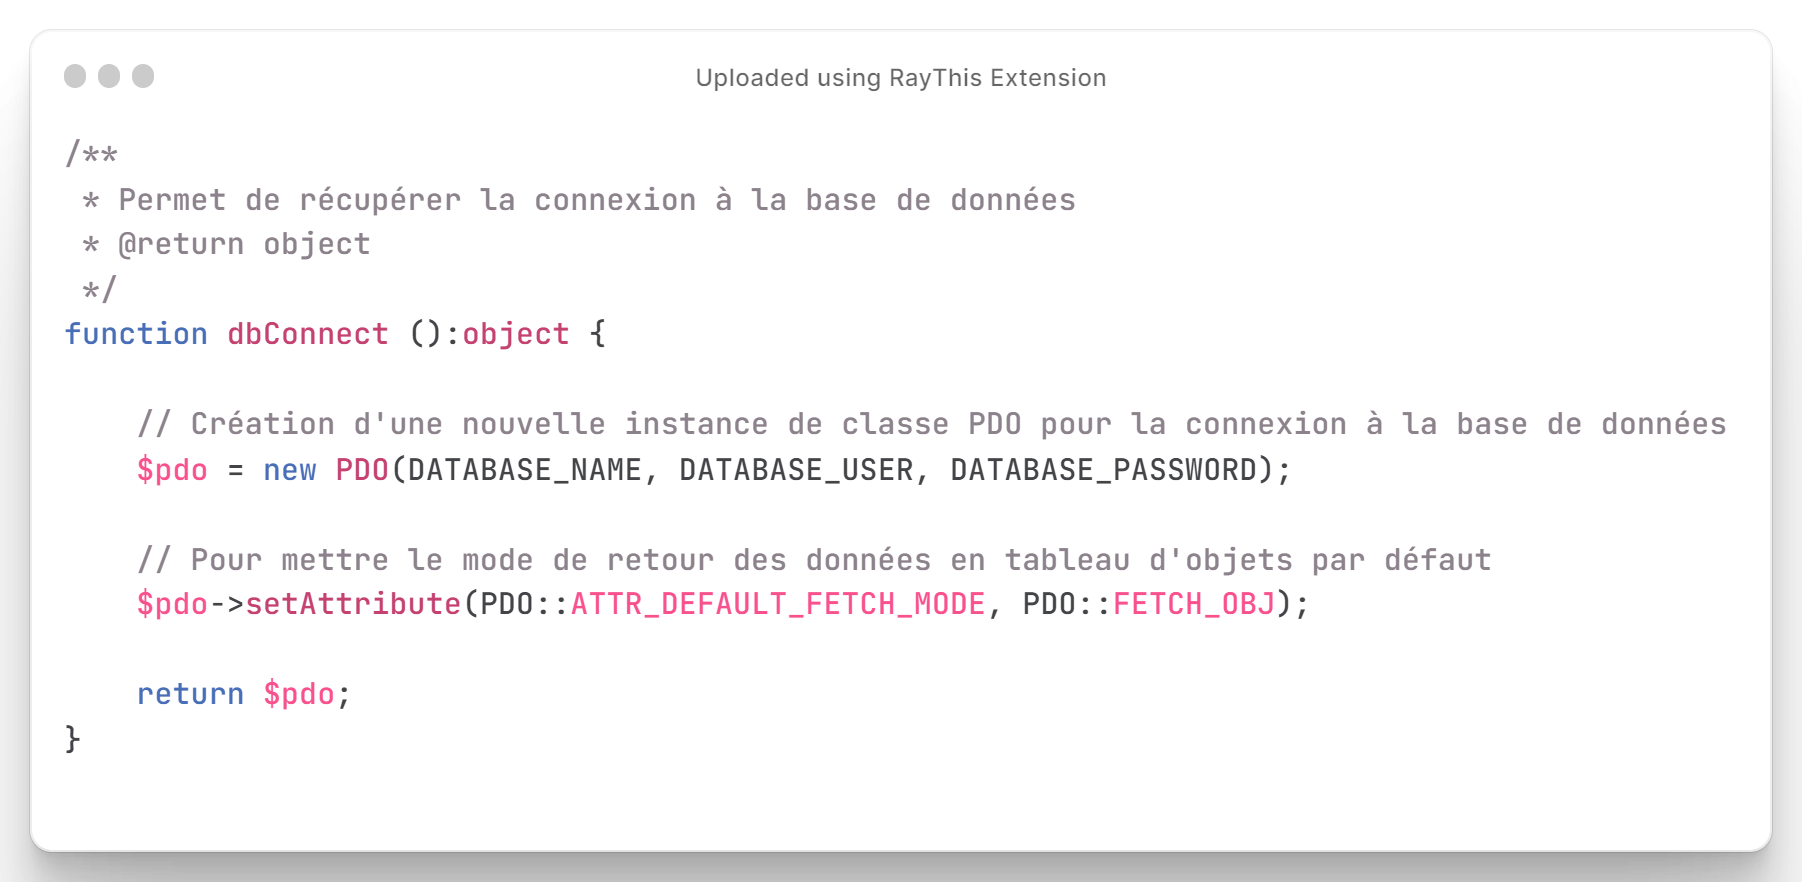 Uploaded using RayThis Extension
/**
 * Permet de récupérer la connexion à la base de données
 * @return object
 */
function dbConnect ():object {
    // Création d'une nouvelle instance de classe PDO pour la connexion à la base de données
    $pdo = new PDO(DATABASE_NAME, DATABASE_USER, DATABASE_PASSWORD);
    // Pour mettre le mode de retour des données en tableau d'objets par défaut
    $pdo->setAttribute(PDO::ATTR_DEFAULT_FETCH_MODE, PDO::FETCH_OBJ);
    return $pdo;
}